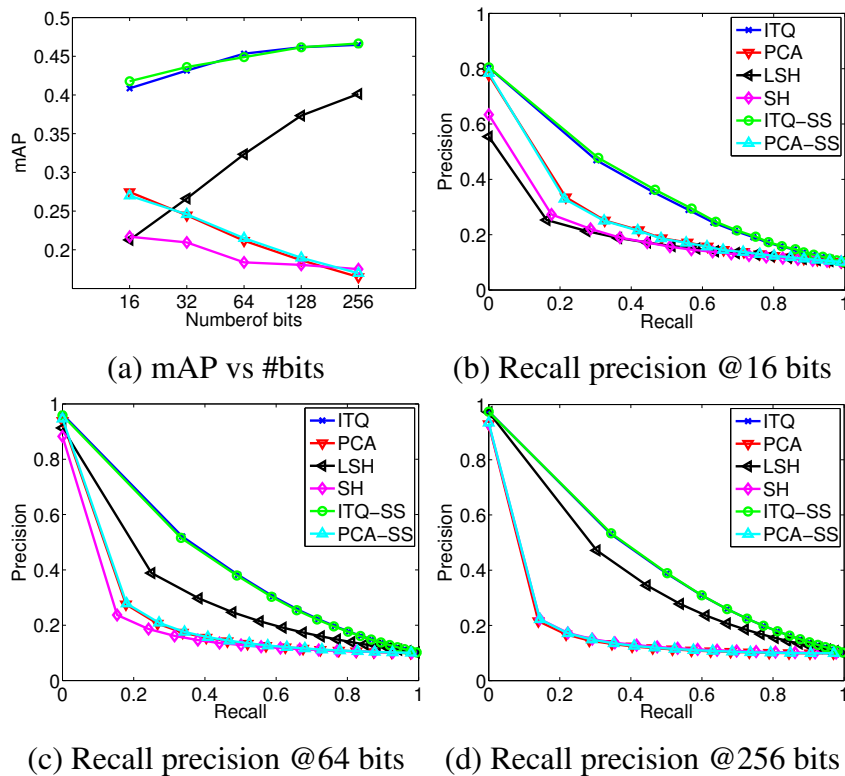 0.5
0.45
0.4
0.35
0.3
0.25
0.2
mAP
16 32 64 128 256
Numberof bits
(a) mAP vs #bits
1
0.8
0.6
0.4
0.2
0
Precision
0 0.2 0.4 0.6 0.8 1
Recall
ITQ
PCA
LSH
SH
ITQ−SS
PCA−SS
(b) Recall precision @16 bits
1
0.8
0.6
0.4
0.2
0
Precision
0 0.2 0.4 0.6 0.8 1
Recall
ITQ
PCA
LSH
SH
ITQ−SS
PCA−SS
(c) Recall precision @64 bits
1
0.8
0.6
0.4
0.2
0
Precision
0 0.2 0.4 0.6 0.8 1
Recall
ITQ
PCA
LSH
SH
ITQ−SS
PCA−SS
(d) Recall precision @256 bits